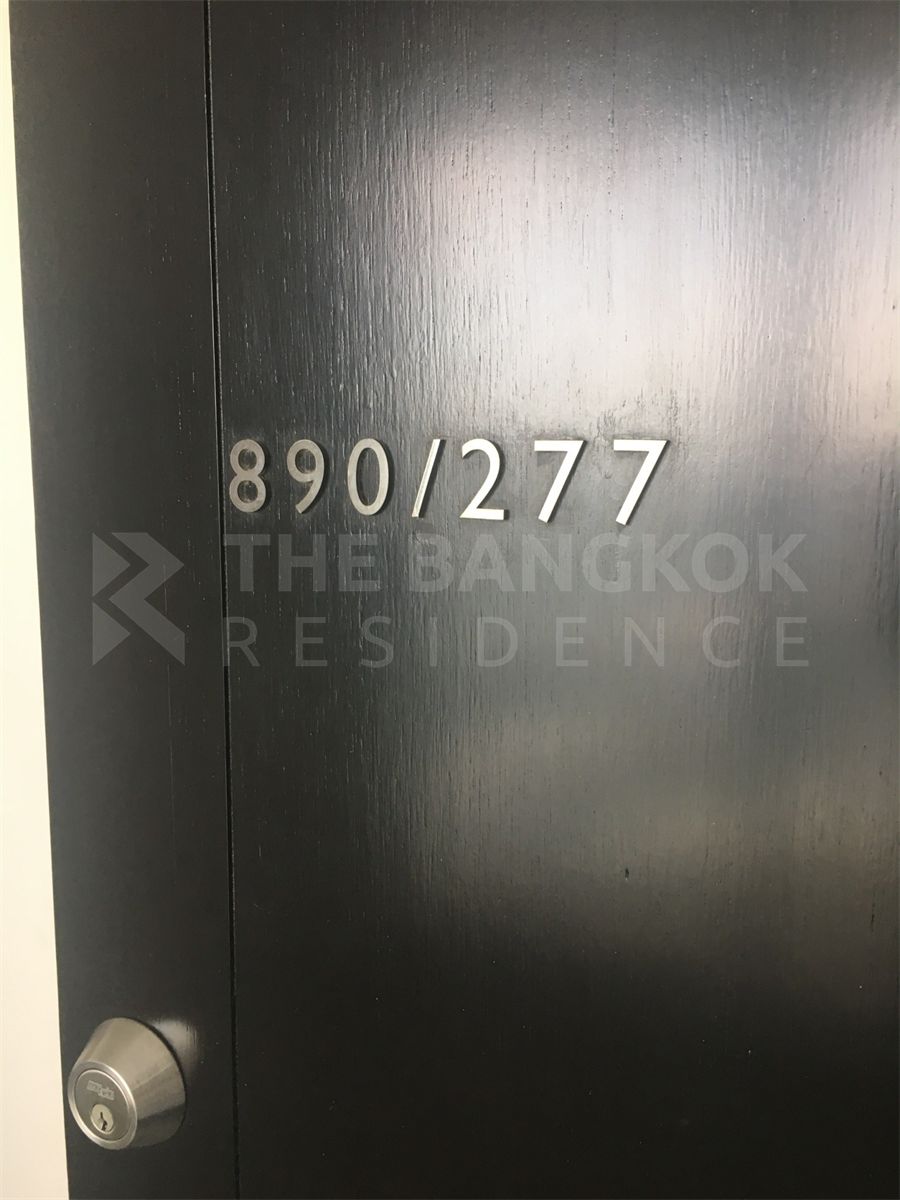 890/277
THE BANGKOK
RESIDENCE